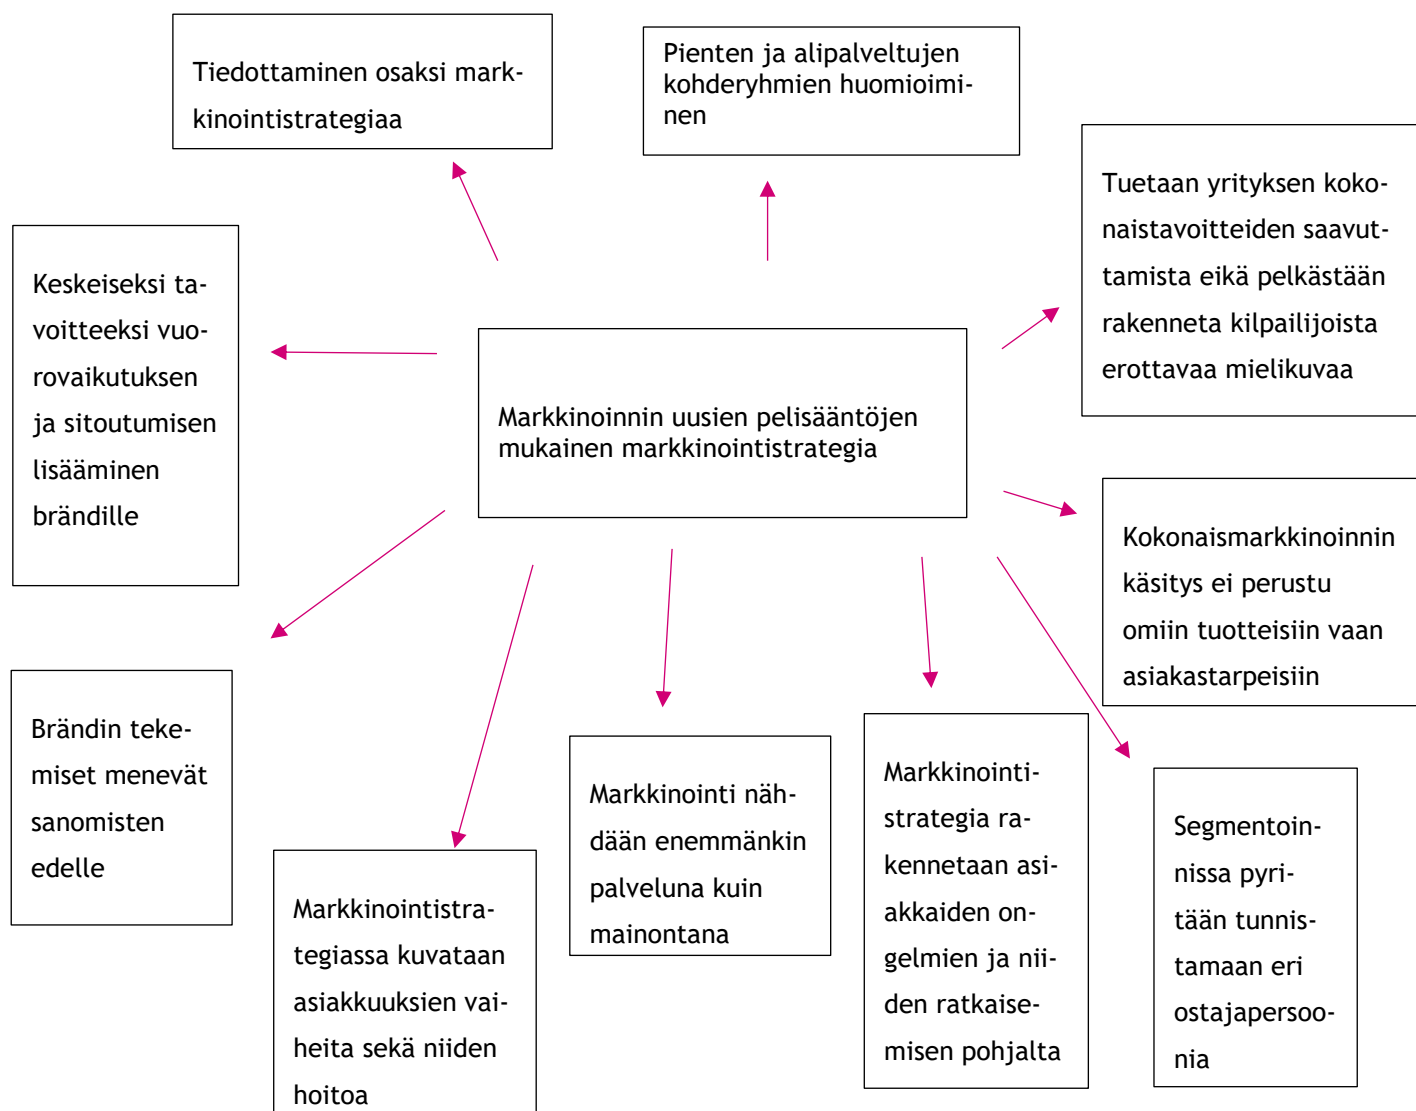 Tiedottaminen osaksi mark-
kinointistrategiaa
Pienten ja alipalveltujen
kohderyhmien huomioimi-
nen
Tuetaan yrityksen koko-
naistavoitteiden saavut-
tamista eikä pelkästään
rakenneta kilpailijoista
erottavaa mielikuvaa
Keskeiseksi ta-
voitteeksi vuo-
rovaikutuksen
ja sitoutumisen
lisääminen
brändille
Markkinoinnin uusien pelisääntöjen
mukainen markkinointistrategia
Kokonaismarkkinoinnin
käsitys ei perustu
omiin tuotteisiin vaan
asiakastarpeisiin
Brändin teke-
miset menevät
sanomisten
edelle
Markkinointistra-
tegiassa kuvataan
asiakkuuksien vai-
heita sekä niiden
hoitoa
Markkinointi näh-
dään enemmänkin
palveluna kuin
mainontana
Markkinointi-
strategia ra-
kennetaan asi-
akkaiden on-
gelmien ja nii-
den ratkaise-
misen pohjalta
Segmentoin-
nissa pyri-
tään tunnis-
tamaan eri
ostajapersoo-
nia